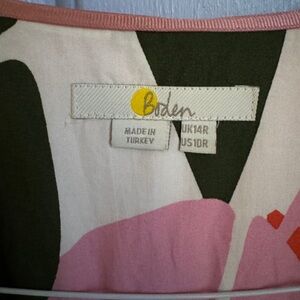 Boden
MADE IN
TURKEY
UK14R
US10R